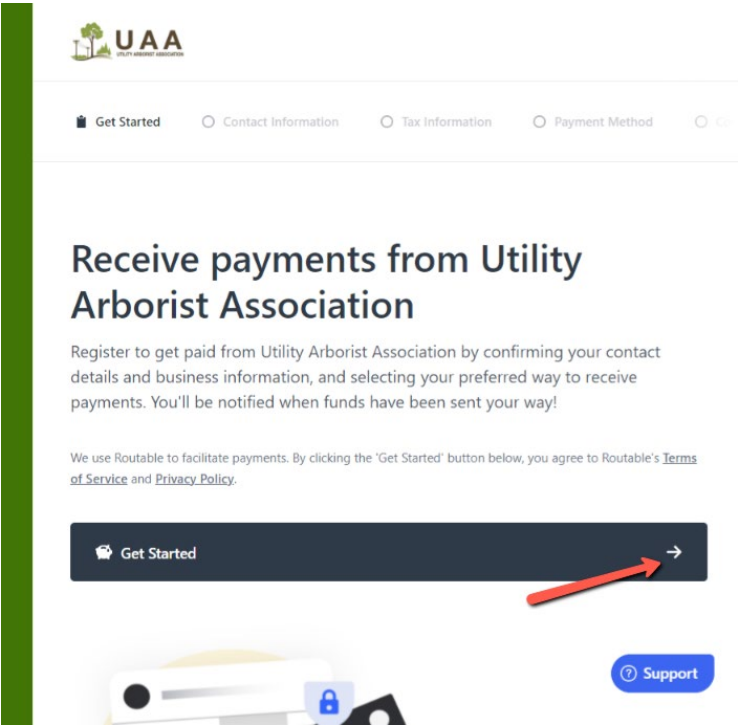 UAA
UTILITY ARBORIST ASSOCIATION
Get Started
Contact Information
Tax Information
Payment Method
Receive payments from Utility
Arborist Association
Register to get paid from Utility Arborist Association by confirming your contact
details and business information, and selecting your preferred way to receive
payments. You'll be notified when funds have been sent your way!
We use Routable to facilitate payments. By clicking the 'Get Started' button below, you agree to Routable's Terms
of Service and Privacy Policy.
Get Started
Support